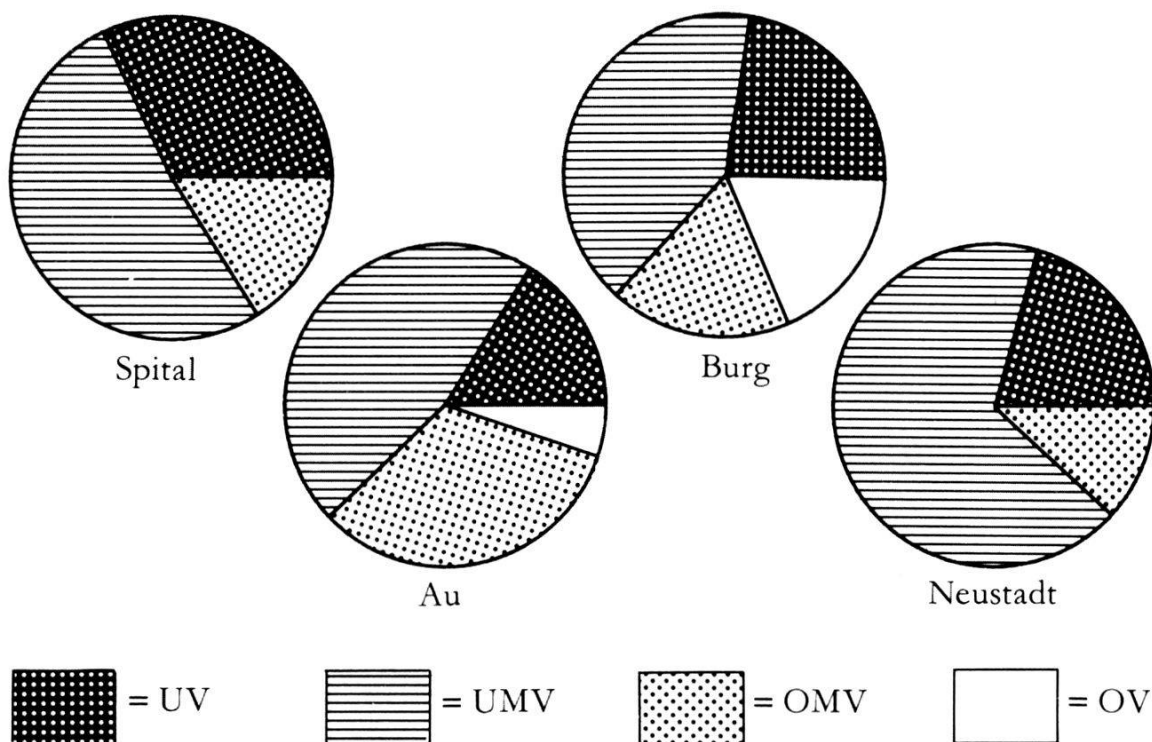 Spital
Burg
Au
Neustadt
= UV
= UMV
= OMV
= OV